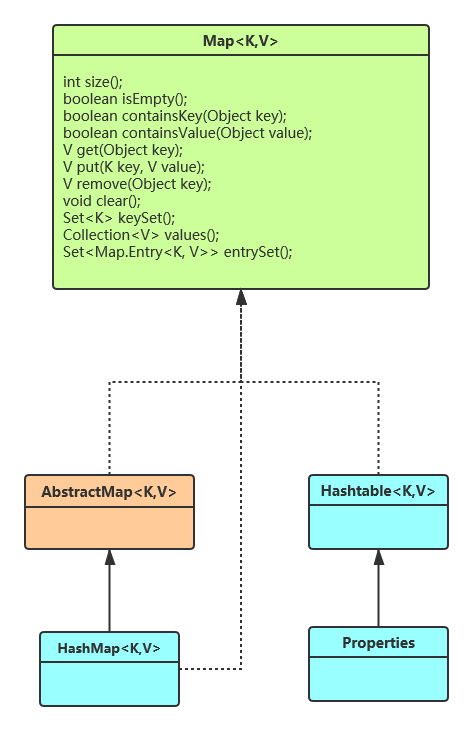 Map<K,V>
int size();
boolean isEmpty();
boolean containsKey(Object key);
boolean containsValue(Object value);
V get(Object key);
V put(K key, V value);
V remove(Object key);
void clear();
Set<K> keySet();
Collection<V> values();
Set<Map.Entry<K, V>> entrySet();
AbstractMap<K,V>
Hashtable<K,V>
HashMap<K,V>
Properties